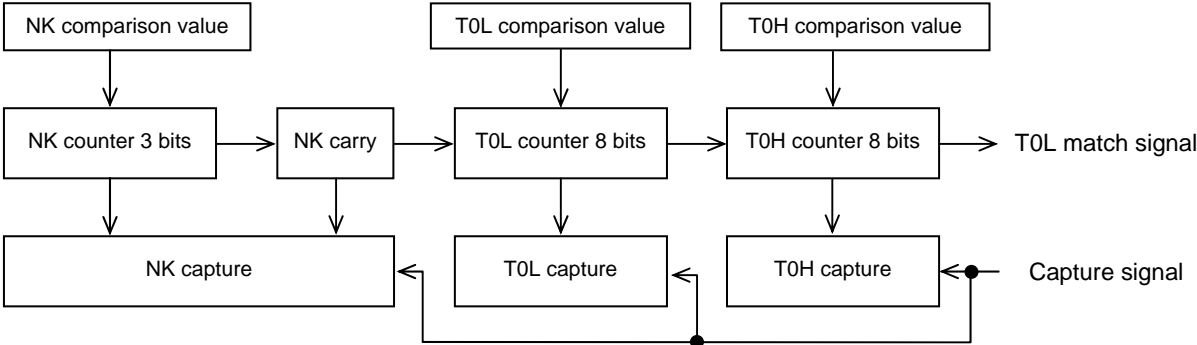 NK comparison value
T0L comparison value
T0H comparison value
NK counter 3 bits
NK carry
T0L counter 8 bits
T0H counter 8 bits
T0L match signal
NK capture
T0L capture
T0H capture
Capture signal